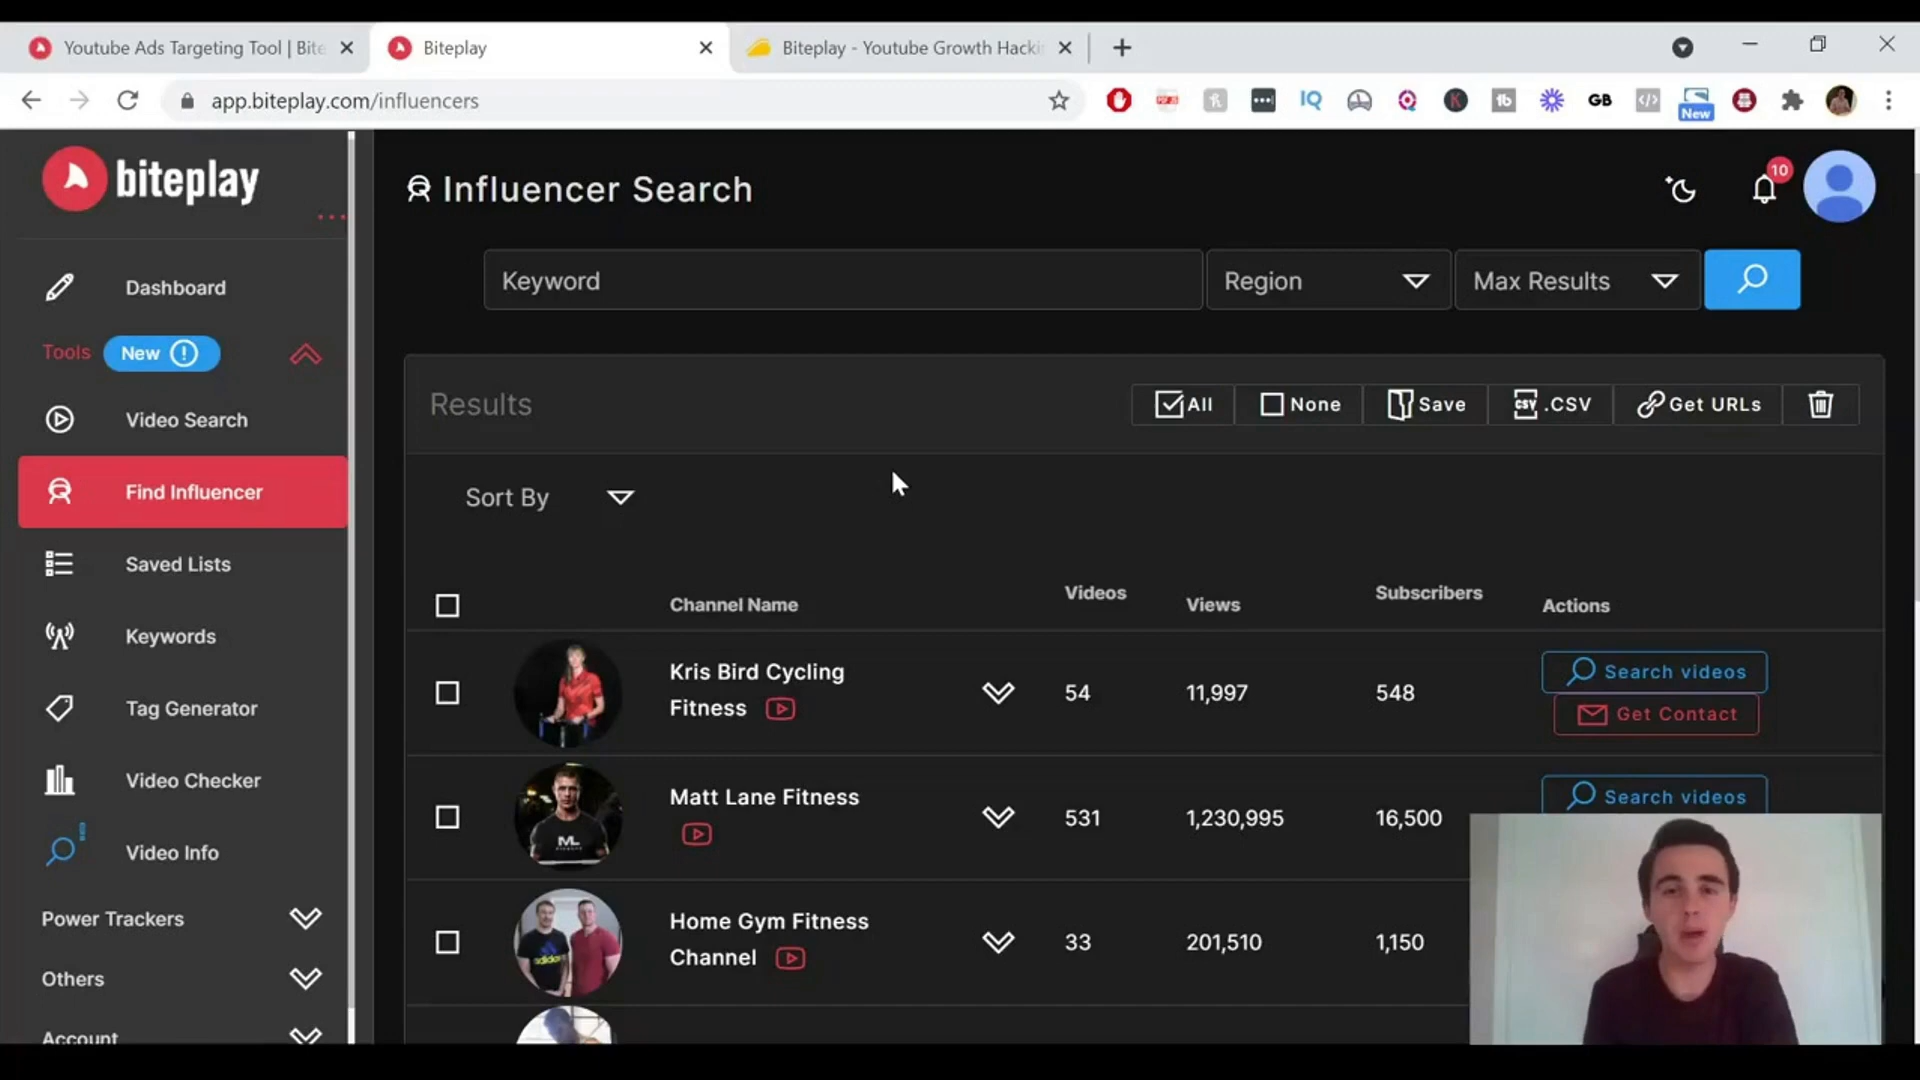 Youtube Ads Targeting Tool | Bite
Biteplay
Biteplay - Youtube Growth Hacki
app.biteplay.com/influencers
IQ
GB
New
biteplay
Influencer Search
10
Keyword
Region
Max Results
Dashboard
Tools
New
Results
All
None
Save
CSV
.CSV
Get URLs
Video Search
Find Influencer
Sort By
Saved Lists
Channel Name
Videos
Views
Subscribers
Actions
Keywords
Kris Bird Cycling
Fitness
54
11,997
548
Search videos
Get Contact
Tag Generator
Video Checker
Matt Lane Fitness
531
1,230,995
16,500
Search videos
ML
Video Info
Power Trackers
Home Gym Fitness
Channel
33
201,510
1,150
adidas
Others
Account